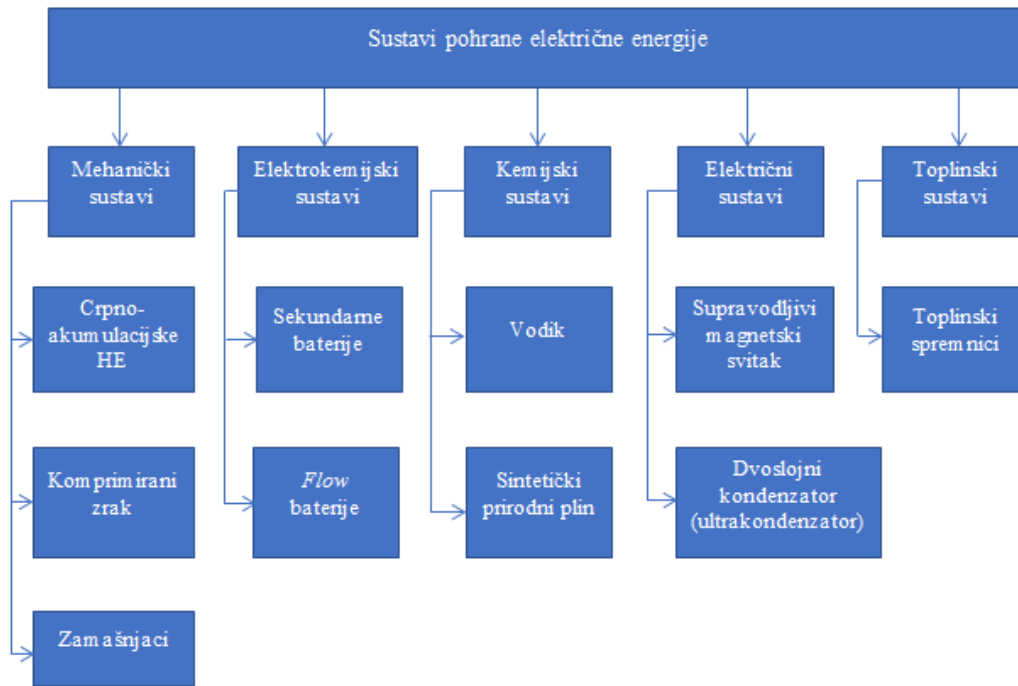 Sustavi pohrane električne energije
Mehanički
sustavi
Elektrokemijski
sustavi
Kemijski
sustavi
Električni
sustavi
Toplinski
sustavi
Crpno-
akumulacijske
HE
Sekundarne
baterije
Vodik
Supravodljivi
magnetski
svitak
Toplinski
spremnici
Komprimirani
zrak
Flow
baterije
Sintetički
prirodni plin
Dvoslojni
kondenzator
(ultrakondenzator)
Zamašnjaci